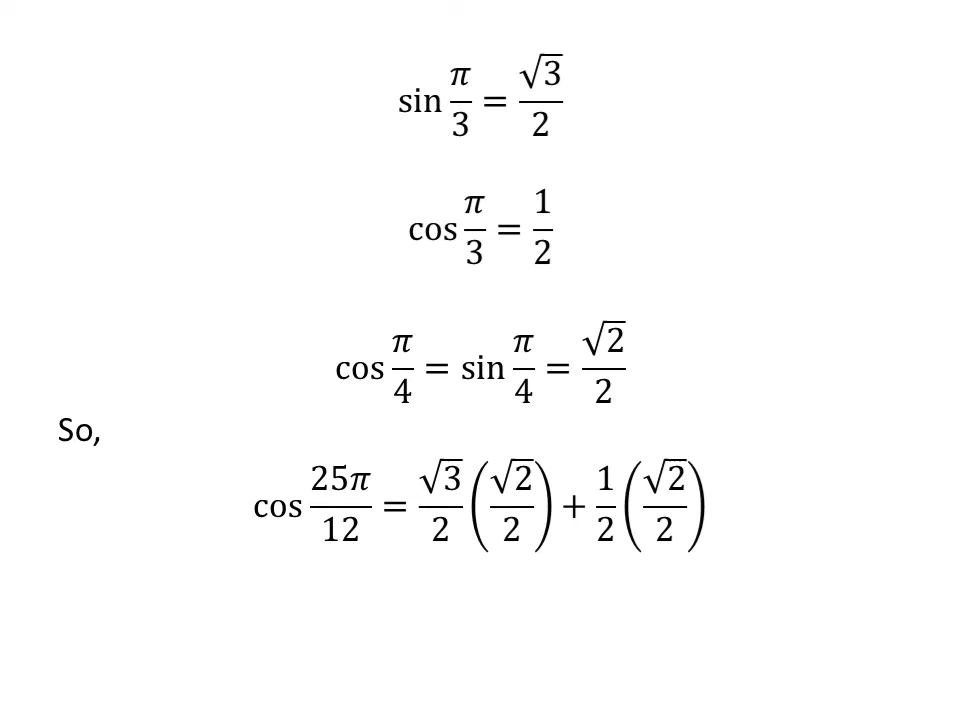 sin π/3 = √3/2
cos π/3 = 1/2
cos π/4 = sin π/4 = √2/2
So,
cos 25π/12 = √3/2 (√2/2) + 1/2 (√2/2)